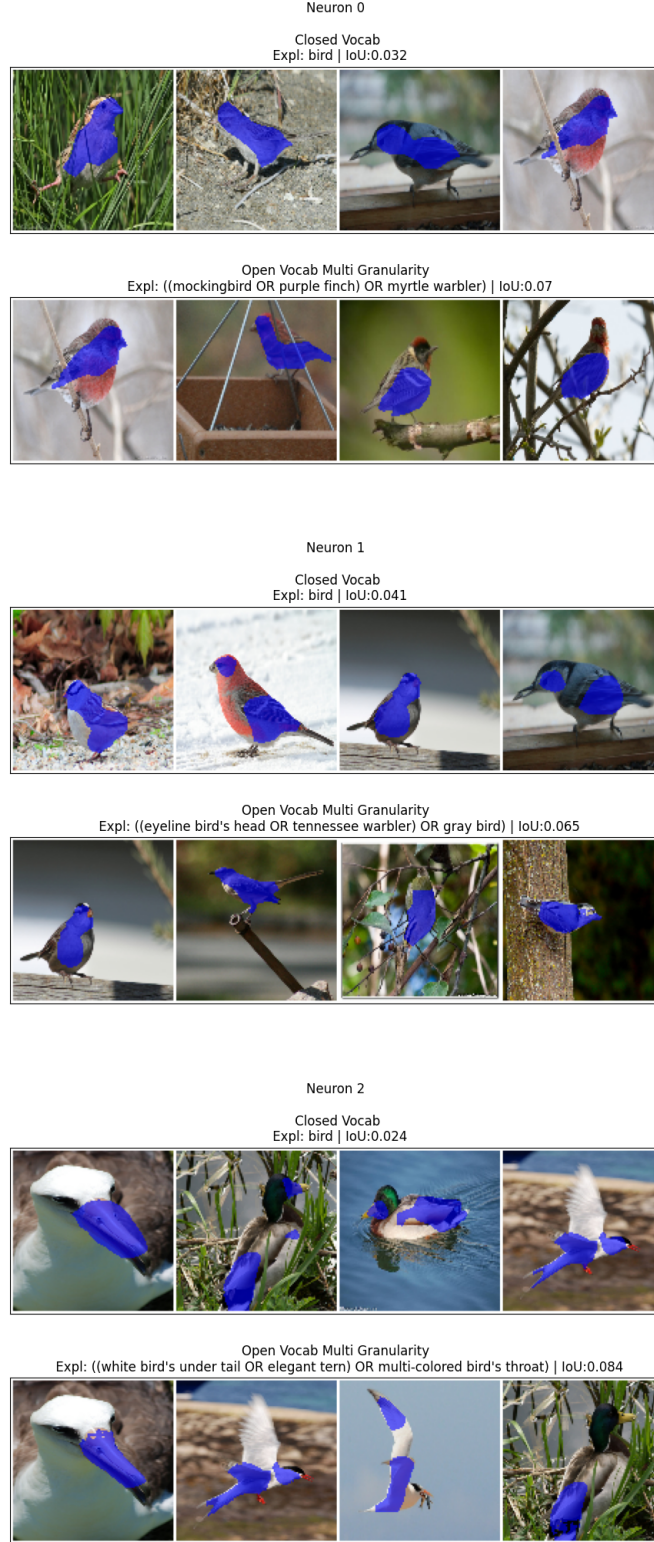 Neuron 0
Closed Vocab
Expl: bird | IoU:0.032
Open Vocab Multi Granularity
Expl: ((mockingbird OR purple finch) OR myrtle warbler) | IoU:0.07
Neuron 1
Closed Vocab
Expl: bird | IoU:0.041
Open Vocab Multi Granularity
Expl: ((eyeline bird's head OR tennessee warbler) OR gray bird) | IoU:0.065
Neuron 2
Closed Vocab
Expl: bird | IoU:0.024
Open Vocab Multi Granularity
Expl: ((white bird's under tail OR elegant tern) OR multi-colored bird's throat) | IoU:0.084